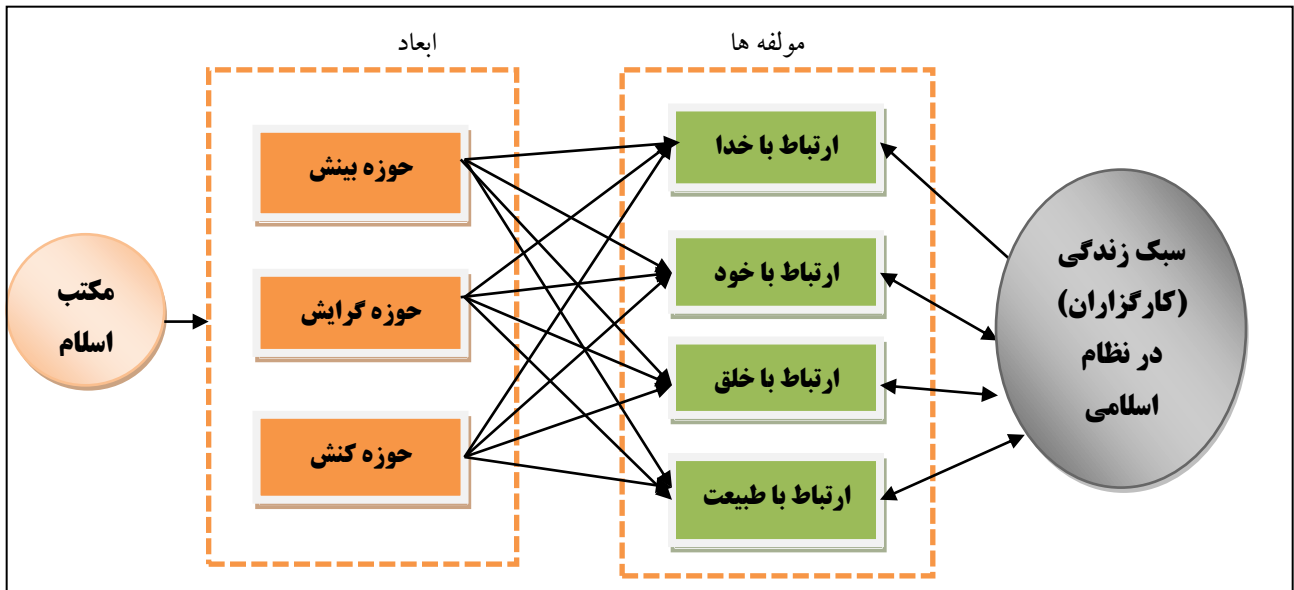 ابعاد
مولفه ها
مکتب
اسلام
حوزه بینش
حوزه گرایش
حوزه کنش
ارتباط با خدا
ارتباط با خود
ارتباط با خلق
ارتباط با طبیعت
سبک زندگی
(کارگزاران)
در نظام
اسلامی